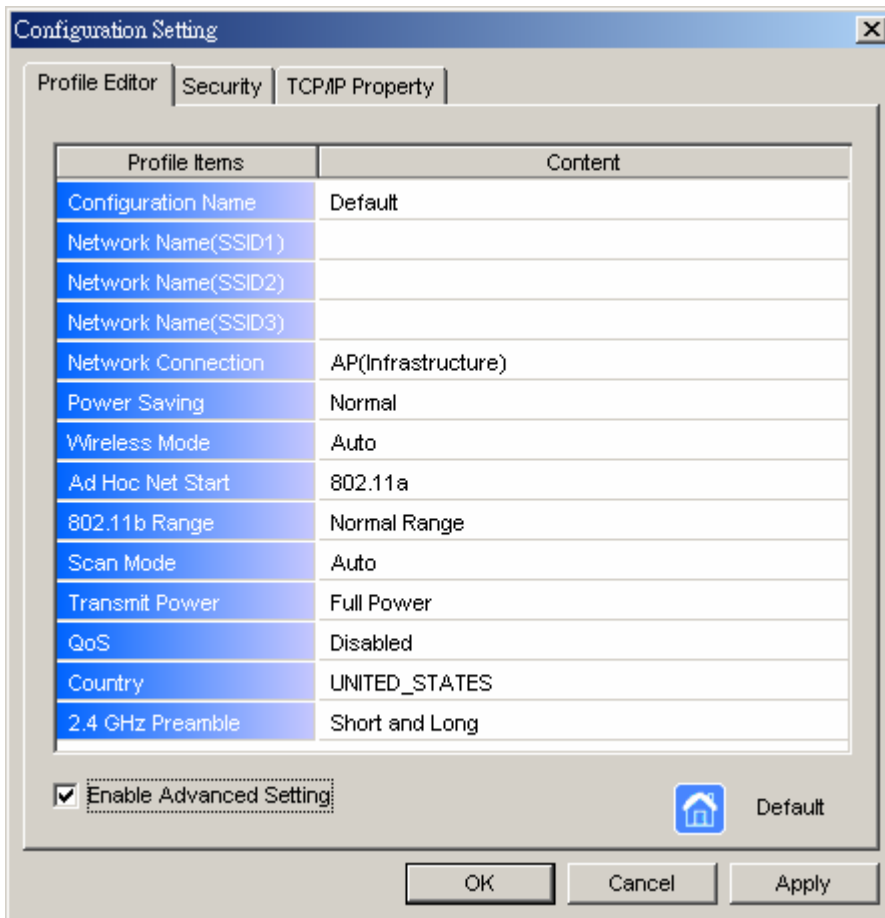 Configuration Setting
Profile Editor Security TCP/IP Property
Profile Items Content
Configuration Name Default
Network Name(SSID1)
Network Name(SSID2)
Network Name(SSID3)
Network Connection AP(Infrastructure)
Power Saving Normal
Wireless Mode Auto
Ad Hoc Net Start 802.11a
802.11b Range Normal Range
Scan Mode Auto
Transmit Power Full Power
QoS Disabled
Country UNITED_STATES
2.4 GHz Preamble Short and Long
Enable Advanced Setting Default
OK Cancel Apply